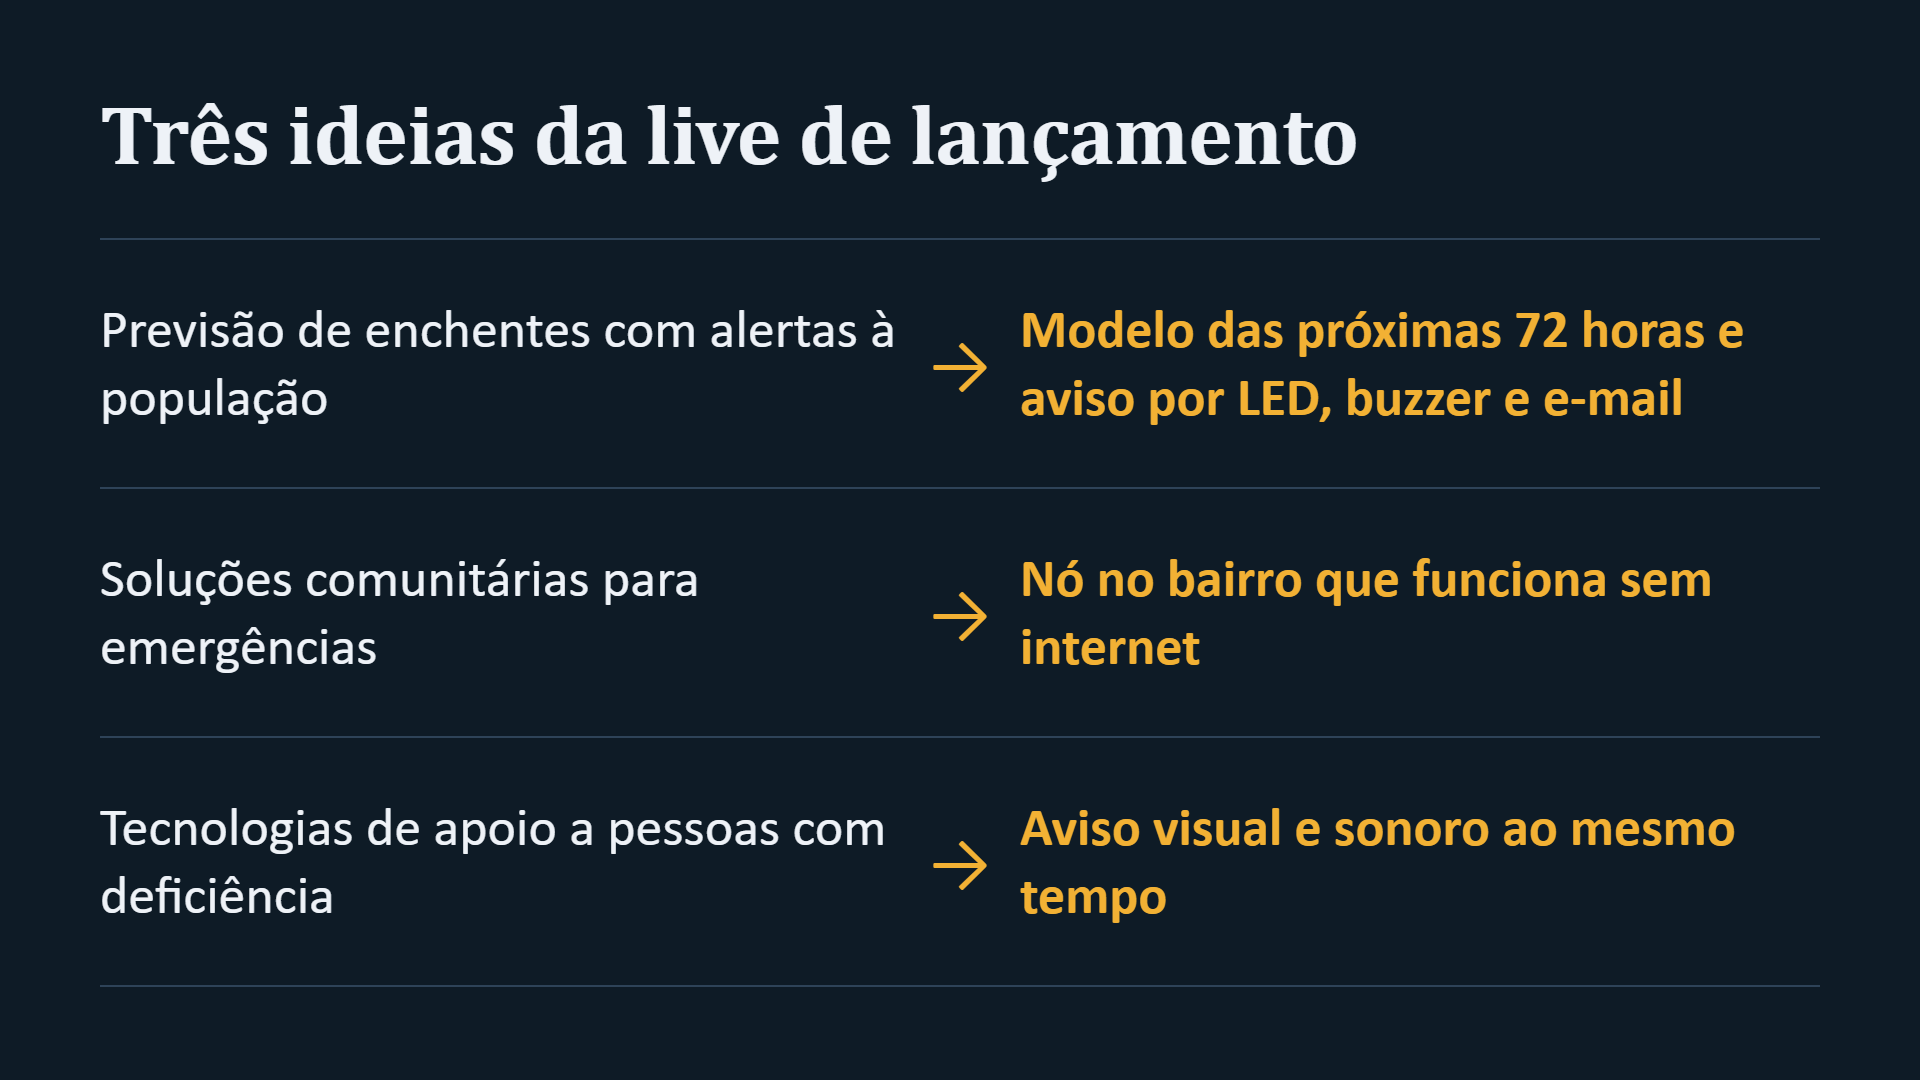 Três ideias da live de lançamento
Previsão de enchentes com alertas à
população
Modelo das próximas 72 horas e
aviso por LED, buzzer e e-mail
Soluções comunitárias para
emergências
Nó no bairro que funciona sem
internet
Tecnologias de apoio a pessoas com
deficiência
Aviso visual e sonoro ao mesmo
tempo